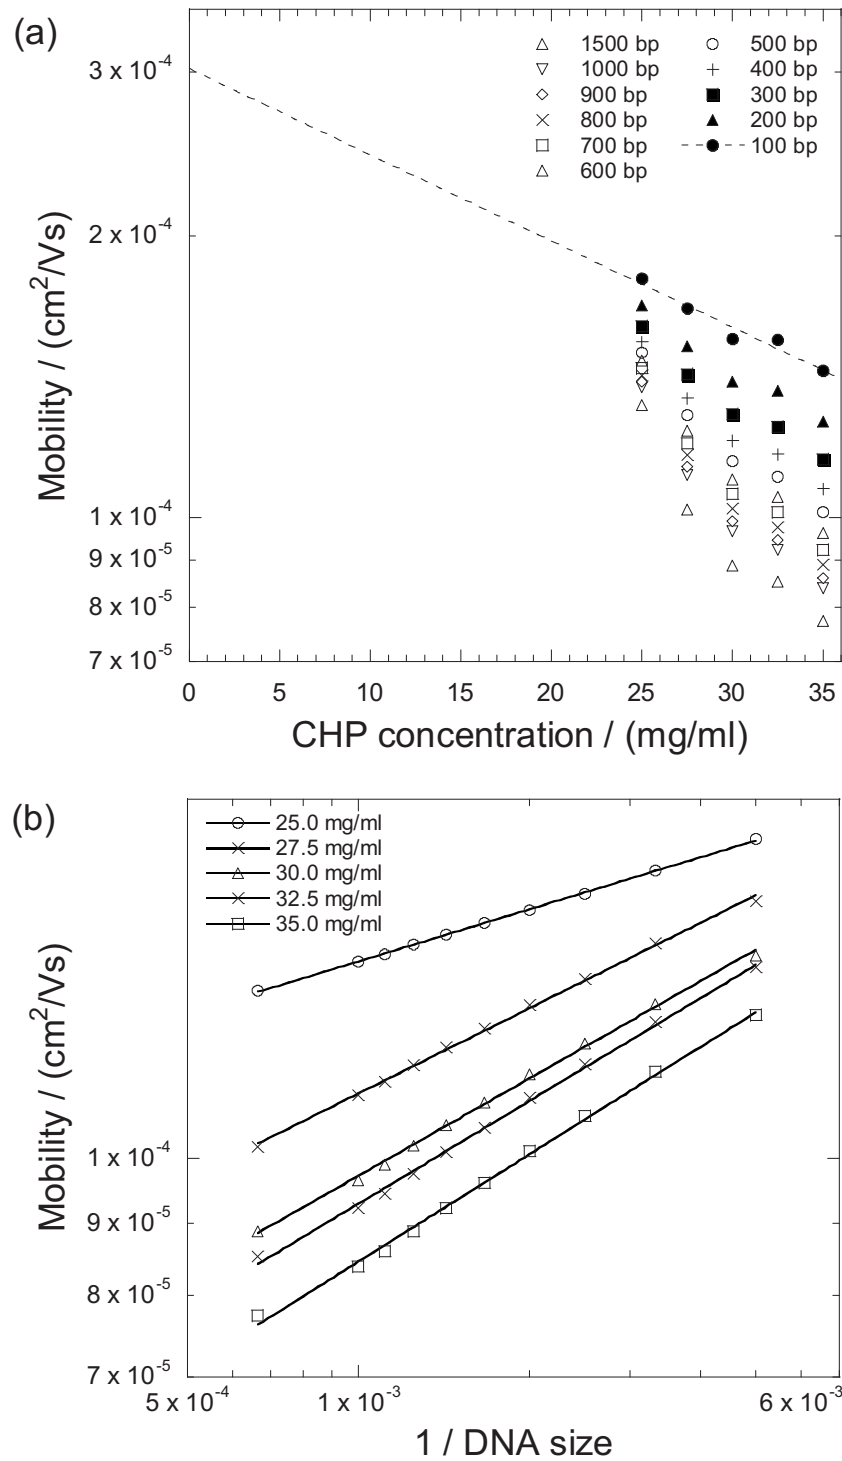 (a)
1500 bp
1000 bp
900 bp
800 bp
700 bp
600 bp
500 bp
400 bp
300 bp
200 bp
100 bp
Mobility / (cm²/Vs)
3 x 10⁻⁴
2 x 10⁻⁴
1 x 10⁻⁴
9 x 10⁻⁵
8 x 10⁻⁵
7 x 10⁻⁵
0 5 10 15 20 25 30 35
CHP concentration / (mg/ml)
(b)
25.0 mg/ml
27.5 mg/ml
30.0 mg/ml
32.5 mg/ml
35.0 mg/ml
Mobility / (cm²/Vs)
1 x 10⁻⁴
9 x 10⁻⁵
8 x 10⁻⁵
7 x 10⁻⁵
5 x 10⁻⁴ 1 x 10⁻³ 6 x 10⁻³
1 / DNA size